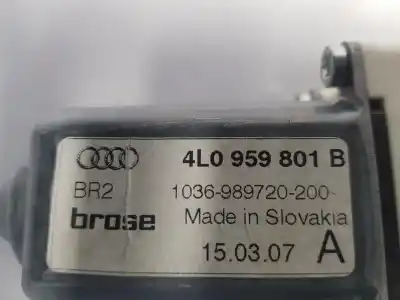 4L0 959 801 B
BR2 1036-989720-200
brose Made in Slovakia
15.03.07 A